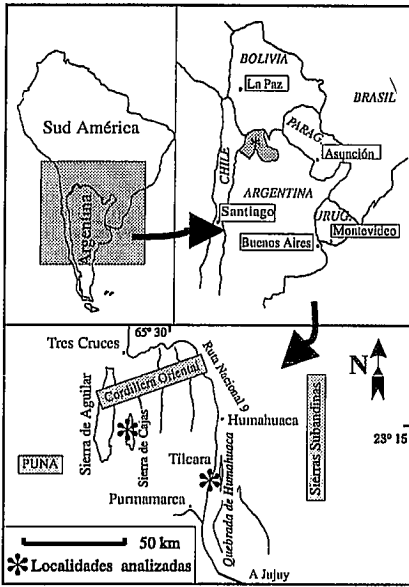 Sud América
Argentina
BOLIVIA
La Paz
BRASIL
PARAG.
Asunción
CHILE
ARGENTINA
Santiago
URUG.
Buenos Aires
Montevideo
65° 30
Tres Cruces
Ruta Nacional 9
Cordillera Oriental
N
Sierra de Aguilar
Sierra de Cajas
Humahuaca
Sierras Subandinas
23° 15
PUNA
Tilcara
Quebrada de Humahuaca
Purmamarca
50 km
Localidades analizadas
A Jujuy